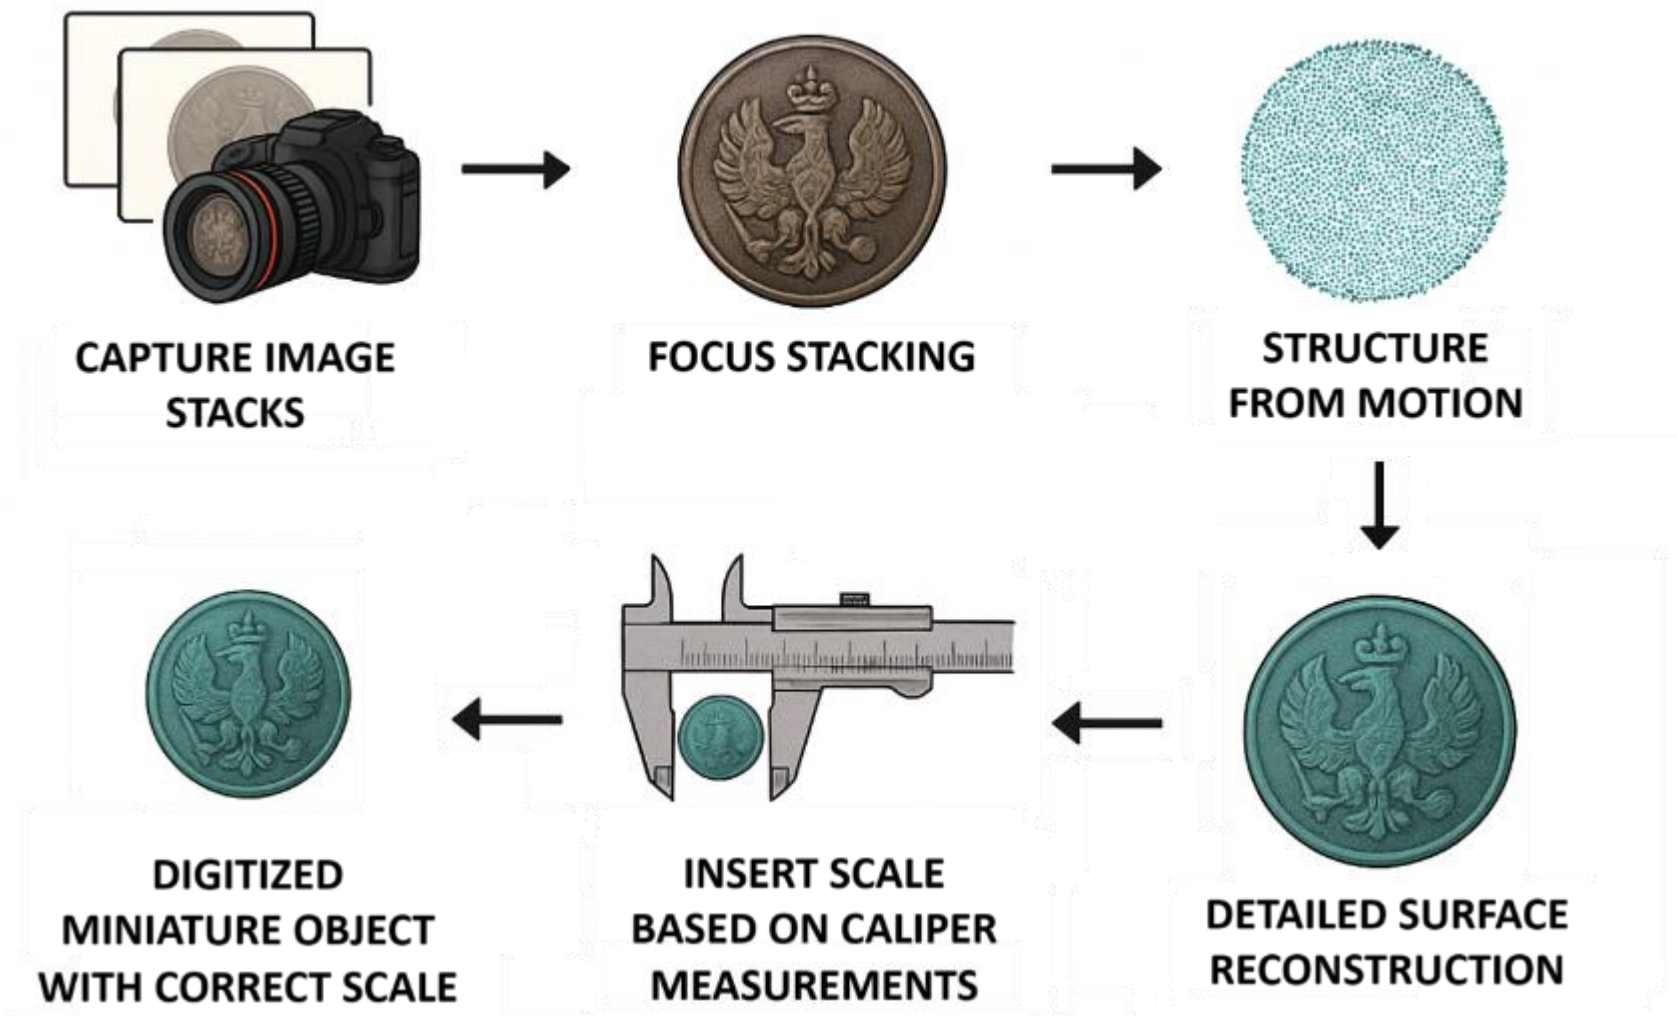 CAPTURE IMAGE
STACKS
FOCUS STACKING
STRUCTURE
FROM MOTION
DETAILED SURFACE
RECONSTRUCTION
INSERT SCALE
BASED ON CALIPER
MEASUREMENTS
DIGITIZED
MINIATURE OBJECT
WITH CORRECT SCALE